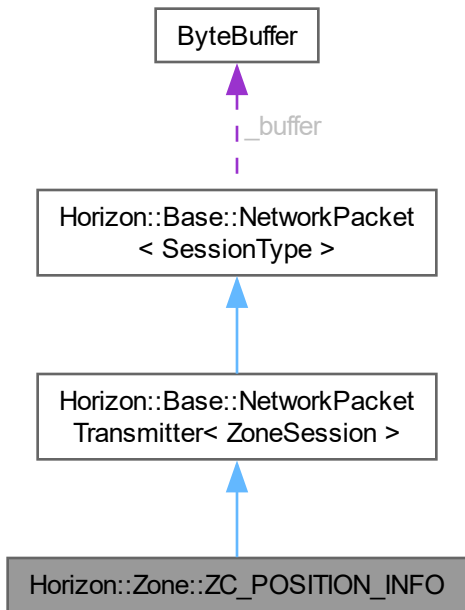 ByteBuffer
_buffer
Horizon::Base::NetworkPacket
< SessionType >
Horizon::Base::NetworkPacket
Transmitter< ZoneSession >
Horizon::Zone::ZC_POSITION_INFO